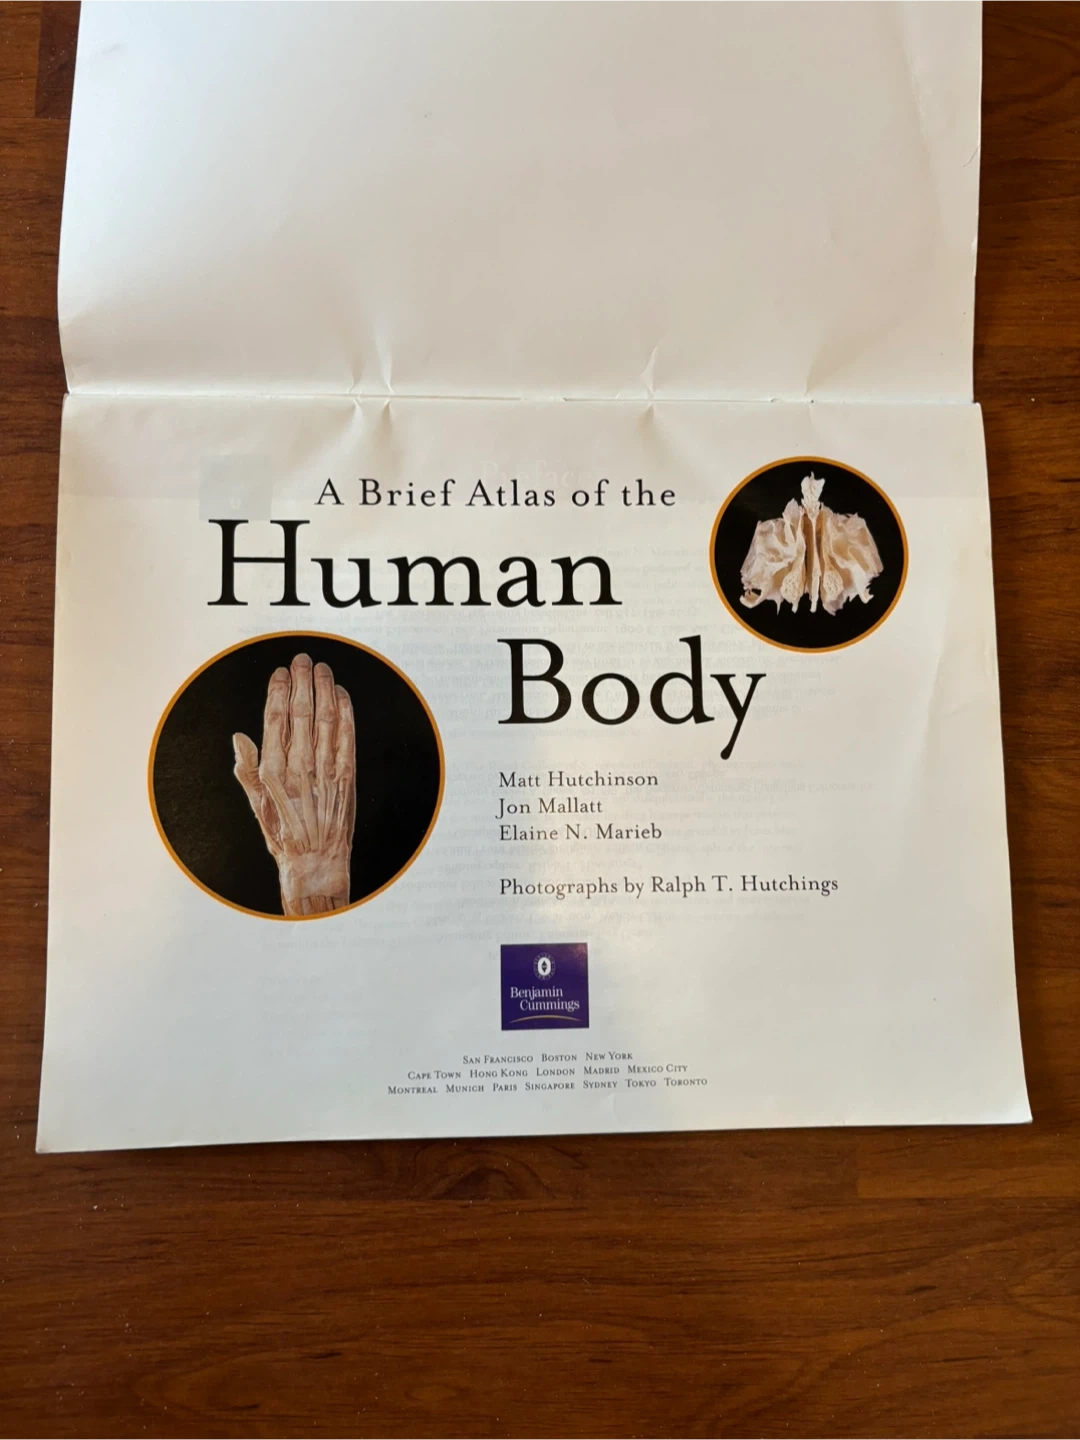 A Brief Atlas of the
Human
Body
Matt Hutchinson
Jon Mallatt
Elaine N. Marieb
Photographs by Ralph T. Hutchings
Benjamin
Cummings
San Francisco Boston New York
Cape Town Hong Kong London Madrid Mexico City
Montreal Munich Paris Singapore Sydney Tokyo Toronto